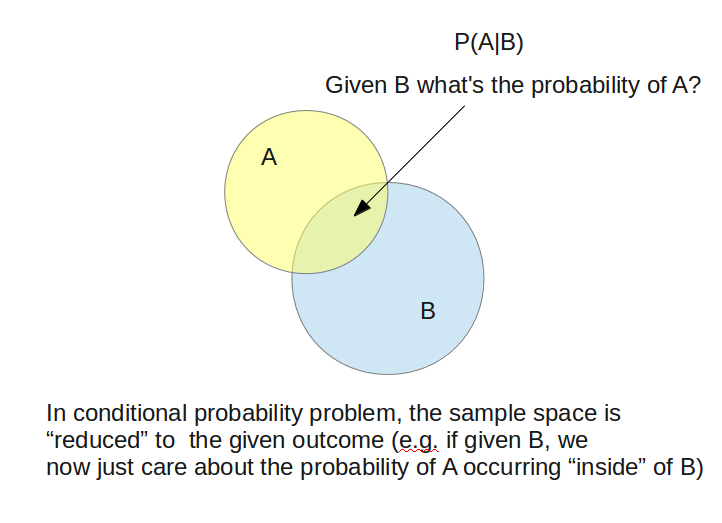 P(A|B)
Given B what's the probability of A?
A
B
In conditional probability problem, the sample space is
“reduced” to  the given outcome (e.g. if given B, we
now just care about the probability of A occurring “inside” of B)